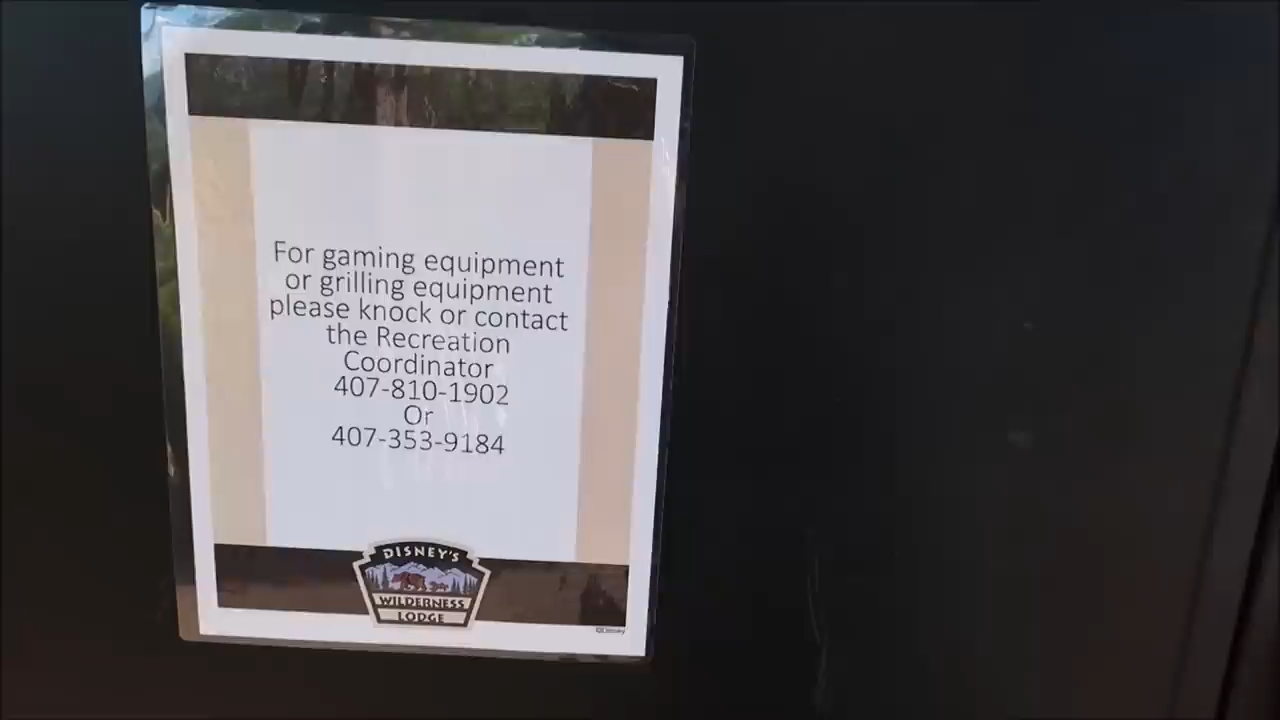 For gaming equipment
or grilling equipment
please knock or contact
the Recreation
Coordinator
407-810-1902
Or
407-353-9184
DISNEY'S
WILDERNESS
LODGE
©Disney